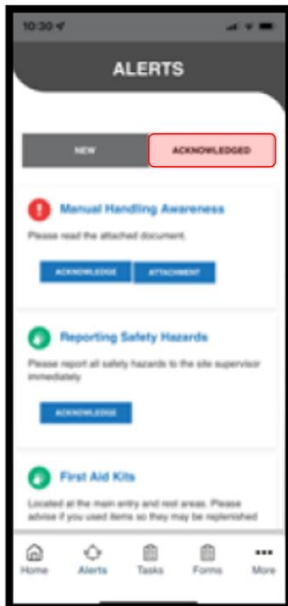 10:30
ALERTS
NEW
ACKNOWLEDGED
Manual Handling Awareness
Please read the attached document.
ACKNOWLEDGE
ATTACHMENT
Reporting Safety Hazards
Please report all safety hazards to the site supervisor
immediately
ACKNOWLEDGE
First Aid Kits
Located at the main entry and rest areas. Please
advise if you used items so they may be replenished
Home
Alerts
Tasks
Forms
More